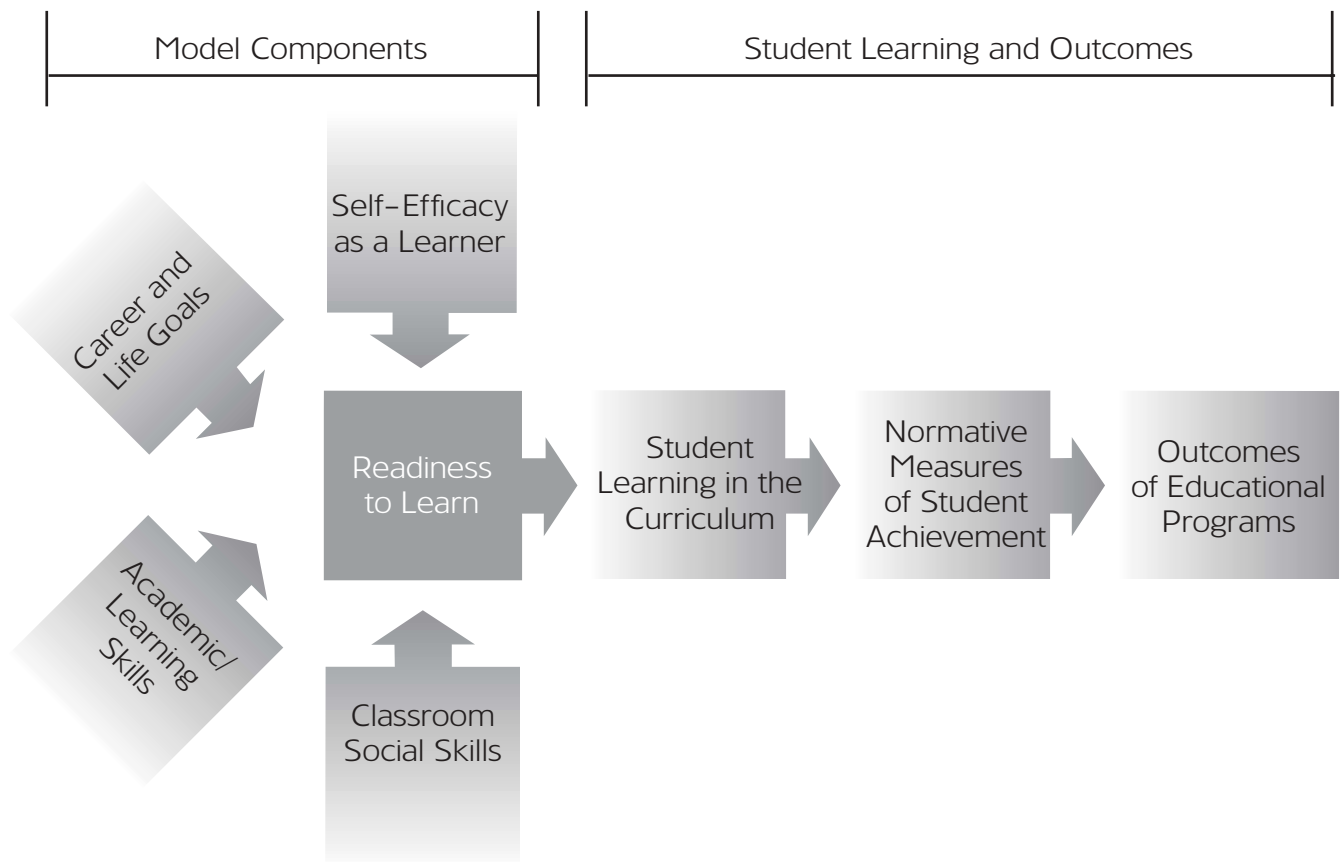 Model Components
Student Learning and Outcomes
Self-Efficacy
as a Learner
Career and
Life Goals
Readiness
to Learn
Student
Learning in the
Curriculum
Normative
Measures
of Student
Achievement
Outcomes
of Educational
Programs
Academic/
Learning
Skills
Classroom
Social Skills